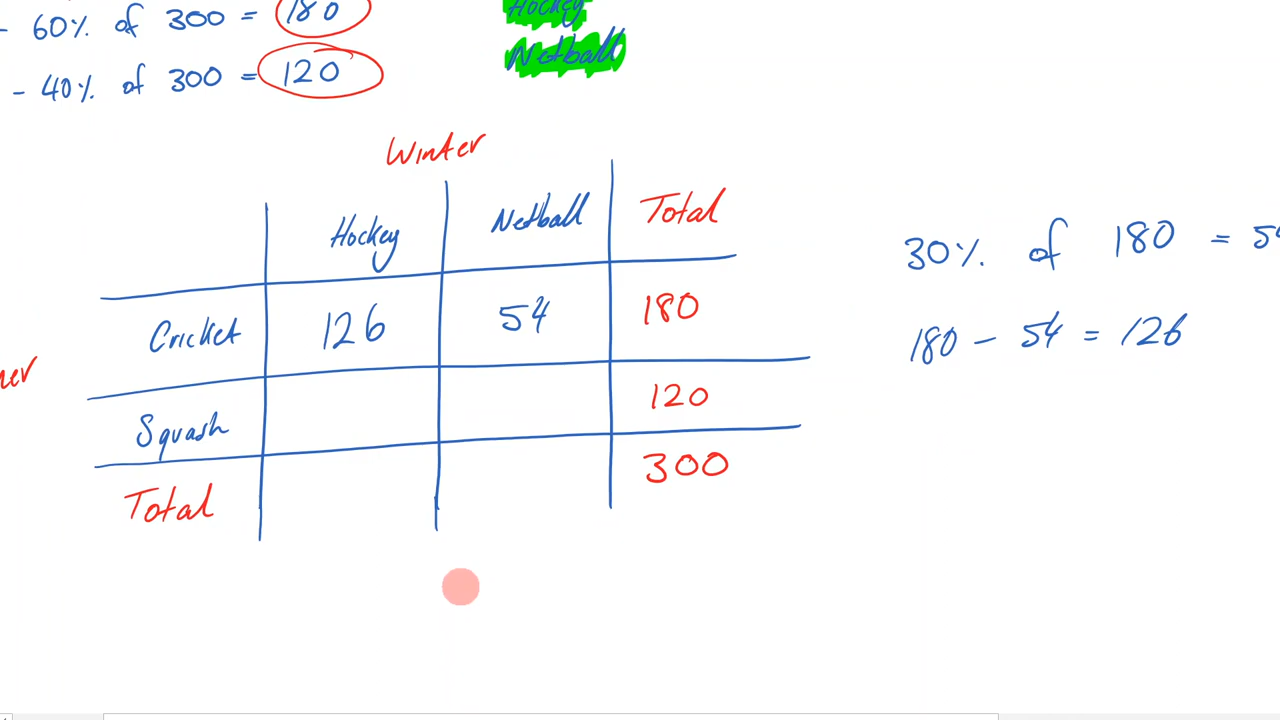 - 60% of 300 = 180
- 40% of 300 = 120
Hockey
Netball
Winter
Hockey Netball Total
Cricket 126 54 180
Squash 120
Total 300
30% of 180 =
180 - 54 = 126